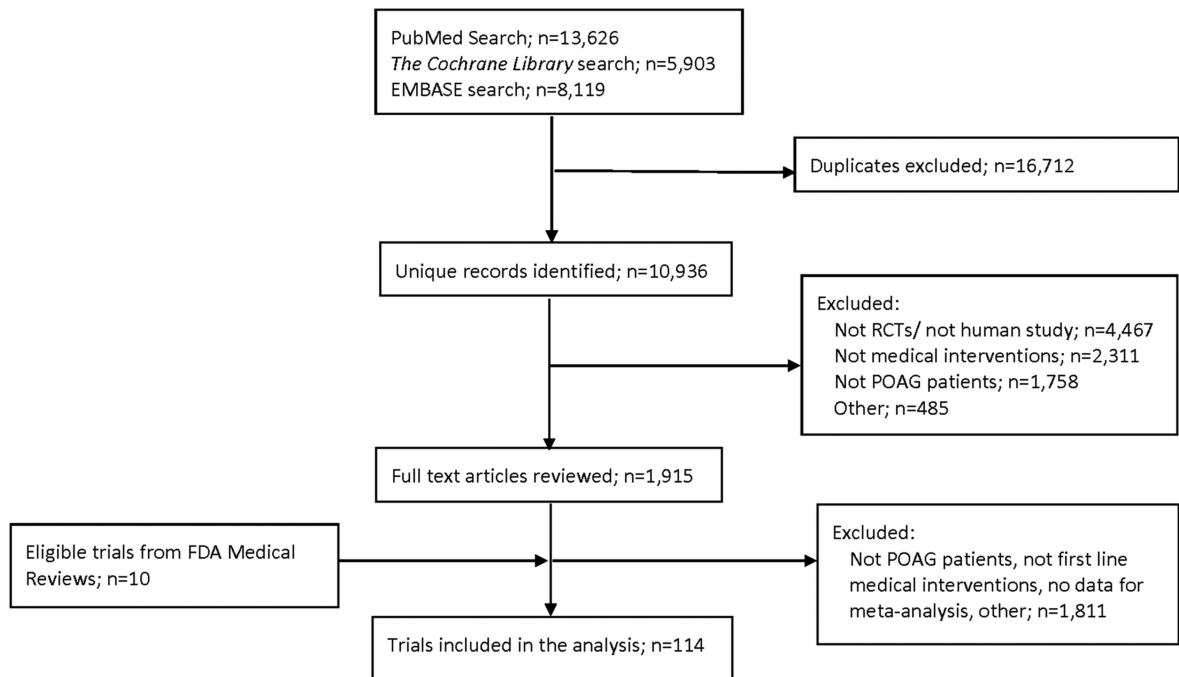 PubMed Search; n=13,626
The Cochrane Library search; n=5,903
EMBASE search; n=8,119
Duplicates excluded; n=16,712
Unique records identified; n=10,936
Excluded:
Not RCTs/ not human study; n=4,467
Not medical interventions; n=2,311
Not POAG patients; n=1,758
Other; n=485
Full text articles reviewed; n=1,915
Eligible trials from FDA Medical
Reviews; n=10
Excluded:
Not POAG patients, not first line
medical interventions, no data for
meta-analysis, other; n=1,811
Trials included in the analysis; n=114